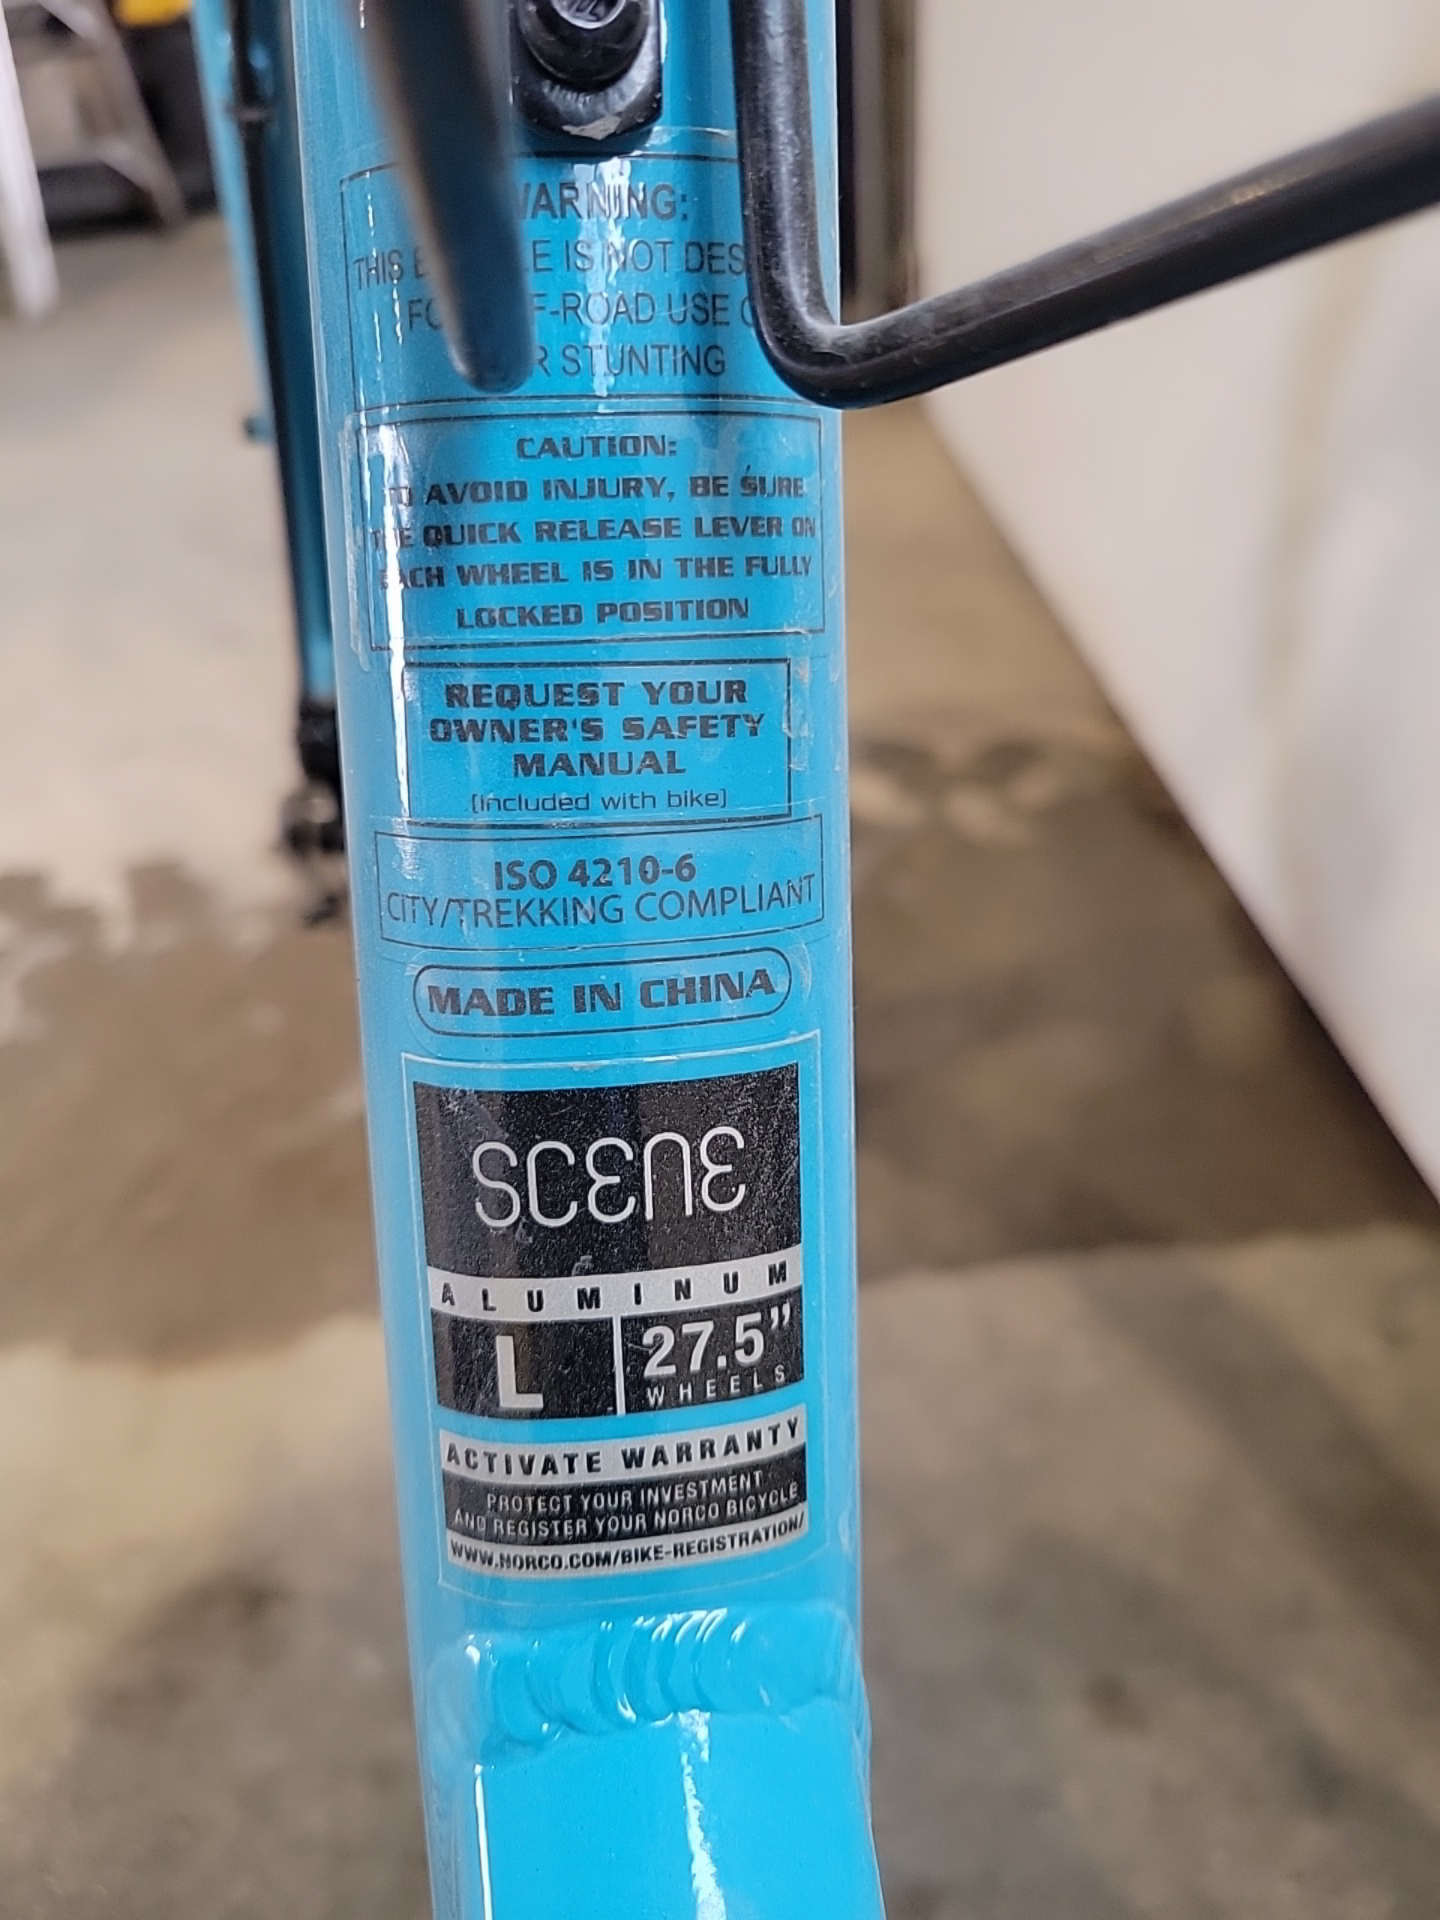 WARNING:
THIS IS NOT
-ROAD USE
STUNTING
CAUTION:
TO AVOID INJURY, BE SURE
THE QUICK RELEASE LEVER ON
EACH WHEEL IS IN THE FULLY
LOCKED POSITION
REQUEST YOUR
OWNER'S SAFETY
MANUAL
(Included with bike)
ISO 4210-6
CITY/TREKKING COMPLIANT
MADE IN CHINA
SCENE
ALUMINUM
L 27.5"
WHEELS
ACTIVATE WARRANTY
PROTECT YOUR INVESTMENT
AND REGISTER YOUR NORCO BICYCLE
WWW.NORCO.COM/BIKE-REGISTRATION/